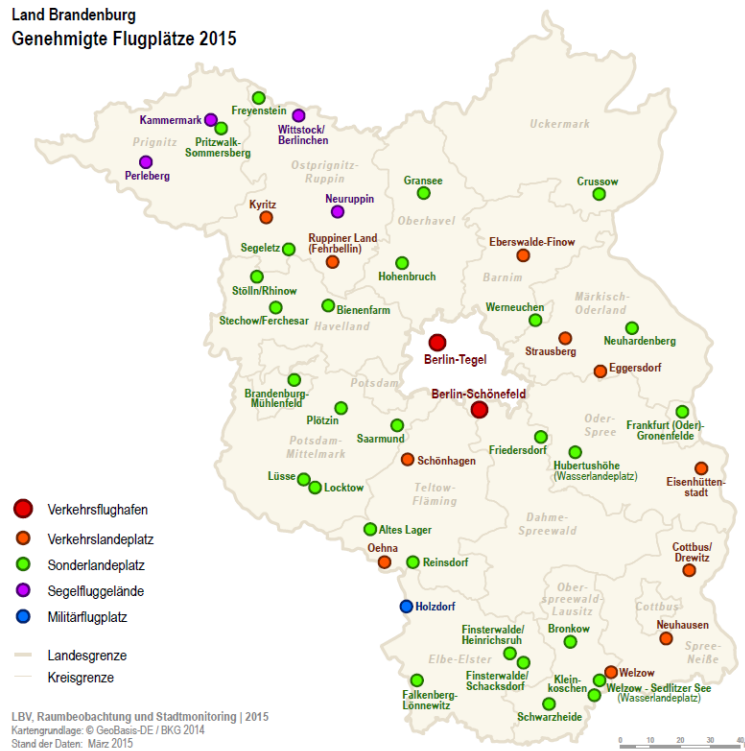 Land Brandenburg
Genehmigte Flugplätze 2015
Freyenstein
Kammermark
Wittstock/
Berlinchen
Uckermark
Prignitz
Pritzwalk-
Sommersberg
Ostprignitz-
Ruppin
Perleberg
Gransee
Crussow
Neuruppin
Kyritz
Oberhavel
Ruppiner Land
(Fehrbellin)
Eberswalde-Finow
Segeletz
Hohenbruch
Barnim
Stölln/Rhinow
Märkisch-
Oderland
Bienenfarm
Werneuchen
Stechow/Ferchesar
Havelland
Neuhardenberg
Strausberg
Berlin-Tegel
Eggersdorf
Potsdam
Brandenburg-
Mühlenfeld
Berlin-Schönefeld
Plötzin
Oder-
Spree
Frankfurt (Oder)-
Gronenfelde
Saarmund
Potsdam-
Mittelmark
Friedersdorf
Hubertushöhe
(Wasserlandeplatz)
Schönhagen
Eisenhütten-
stadt
Lüsse
Locktow
Teltow-
Fläming
Dahme-
Spreewald
Altes Lager
Oehna
Reinsdorf
Cottbus/
Drewitz
Ober-
spreewald-
Lausitz
Cottbus
Holzdorf
Neuhausen
Finsterwalde/
Heinrichsruh
Bronkow
Spree-
Neiße
Elbe-Elster
Finsterwalde/
Schacksdorf
Klein-
koschen
Welzow
Welzow - Sedlitzer See
(Wasserlandeplatz)
Falkenberg-
Lönnewitz
Schwarzheide
Verkehrsflughafen
Verkehrslandeplatz
Sonderlandeplatz
Segelfluggelände
Militärflugplatz
Landesgrenze
Kreisgrenze
LBV, Raumbeobachtung und Stadtmonitoring | 2015
Kartengrundlage: © GeoBasis-DE / BKG 2014
Stand der Daten: März 2015
0 10 20 30 40